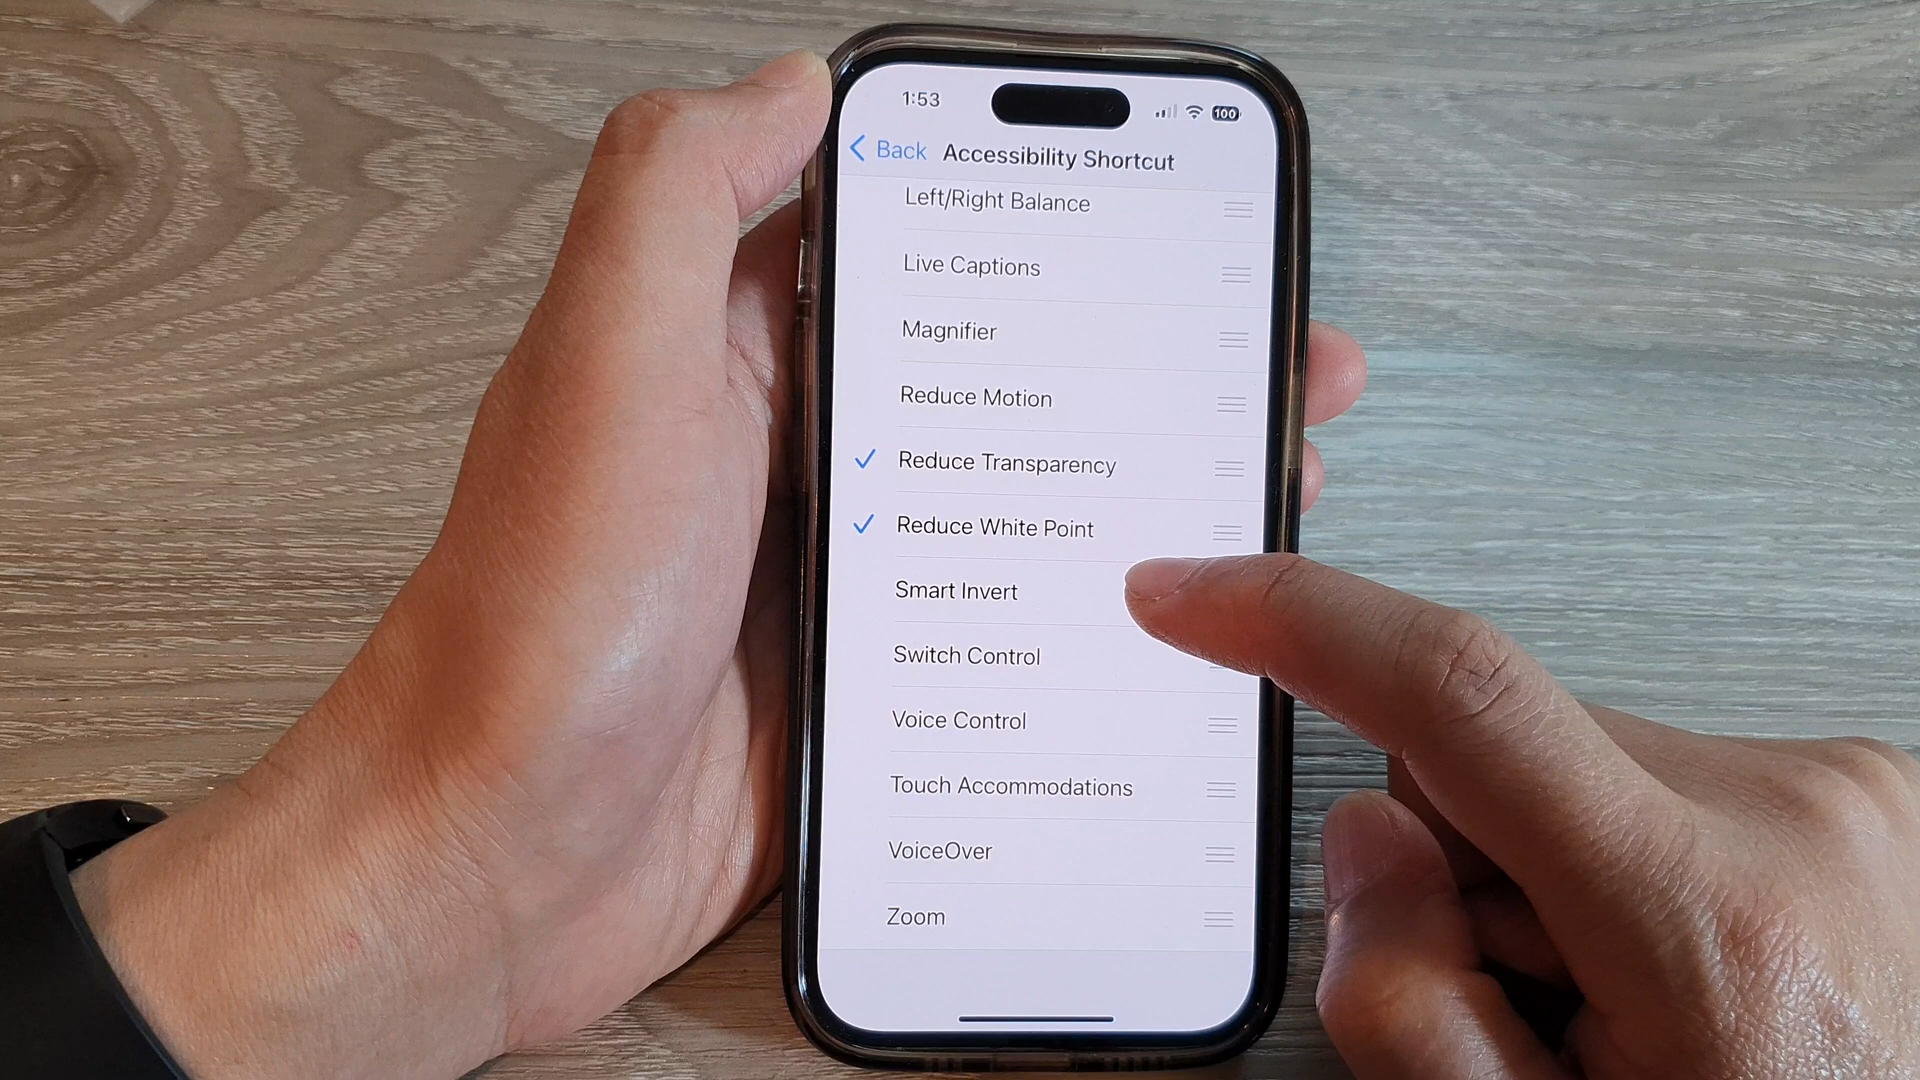 1:53
100
Back Accessibility Shortcut
Left/Right Balance
Live Captions
Magnifier
Reduce Motion
Reduce Transparency
Reduce White Point
Smart Invert
Switch Control
Voice Control
Touch Accommodations
VoiceOver
Zoom